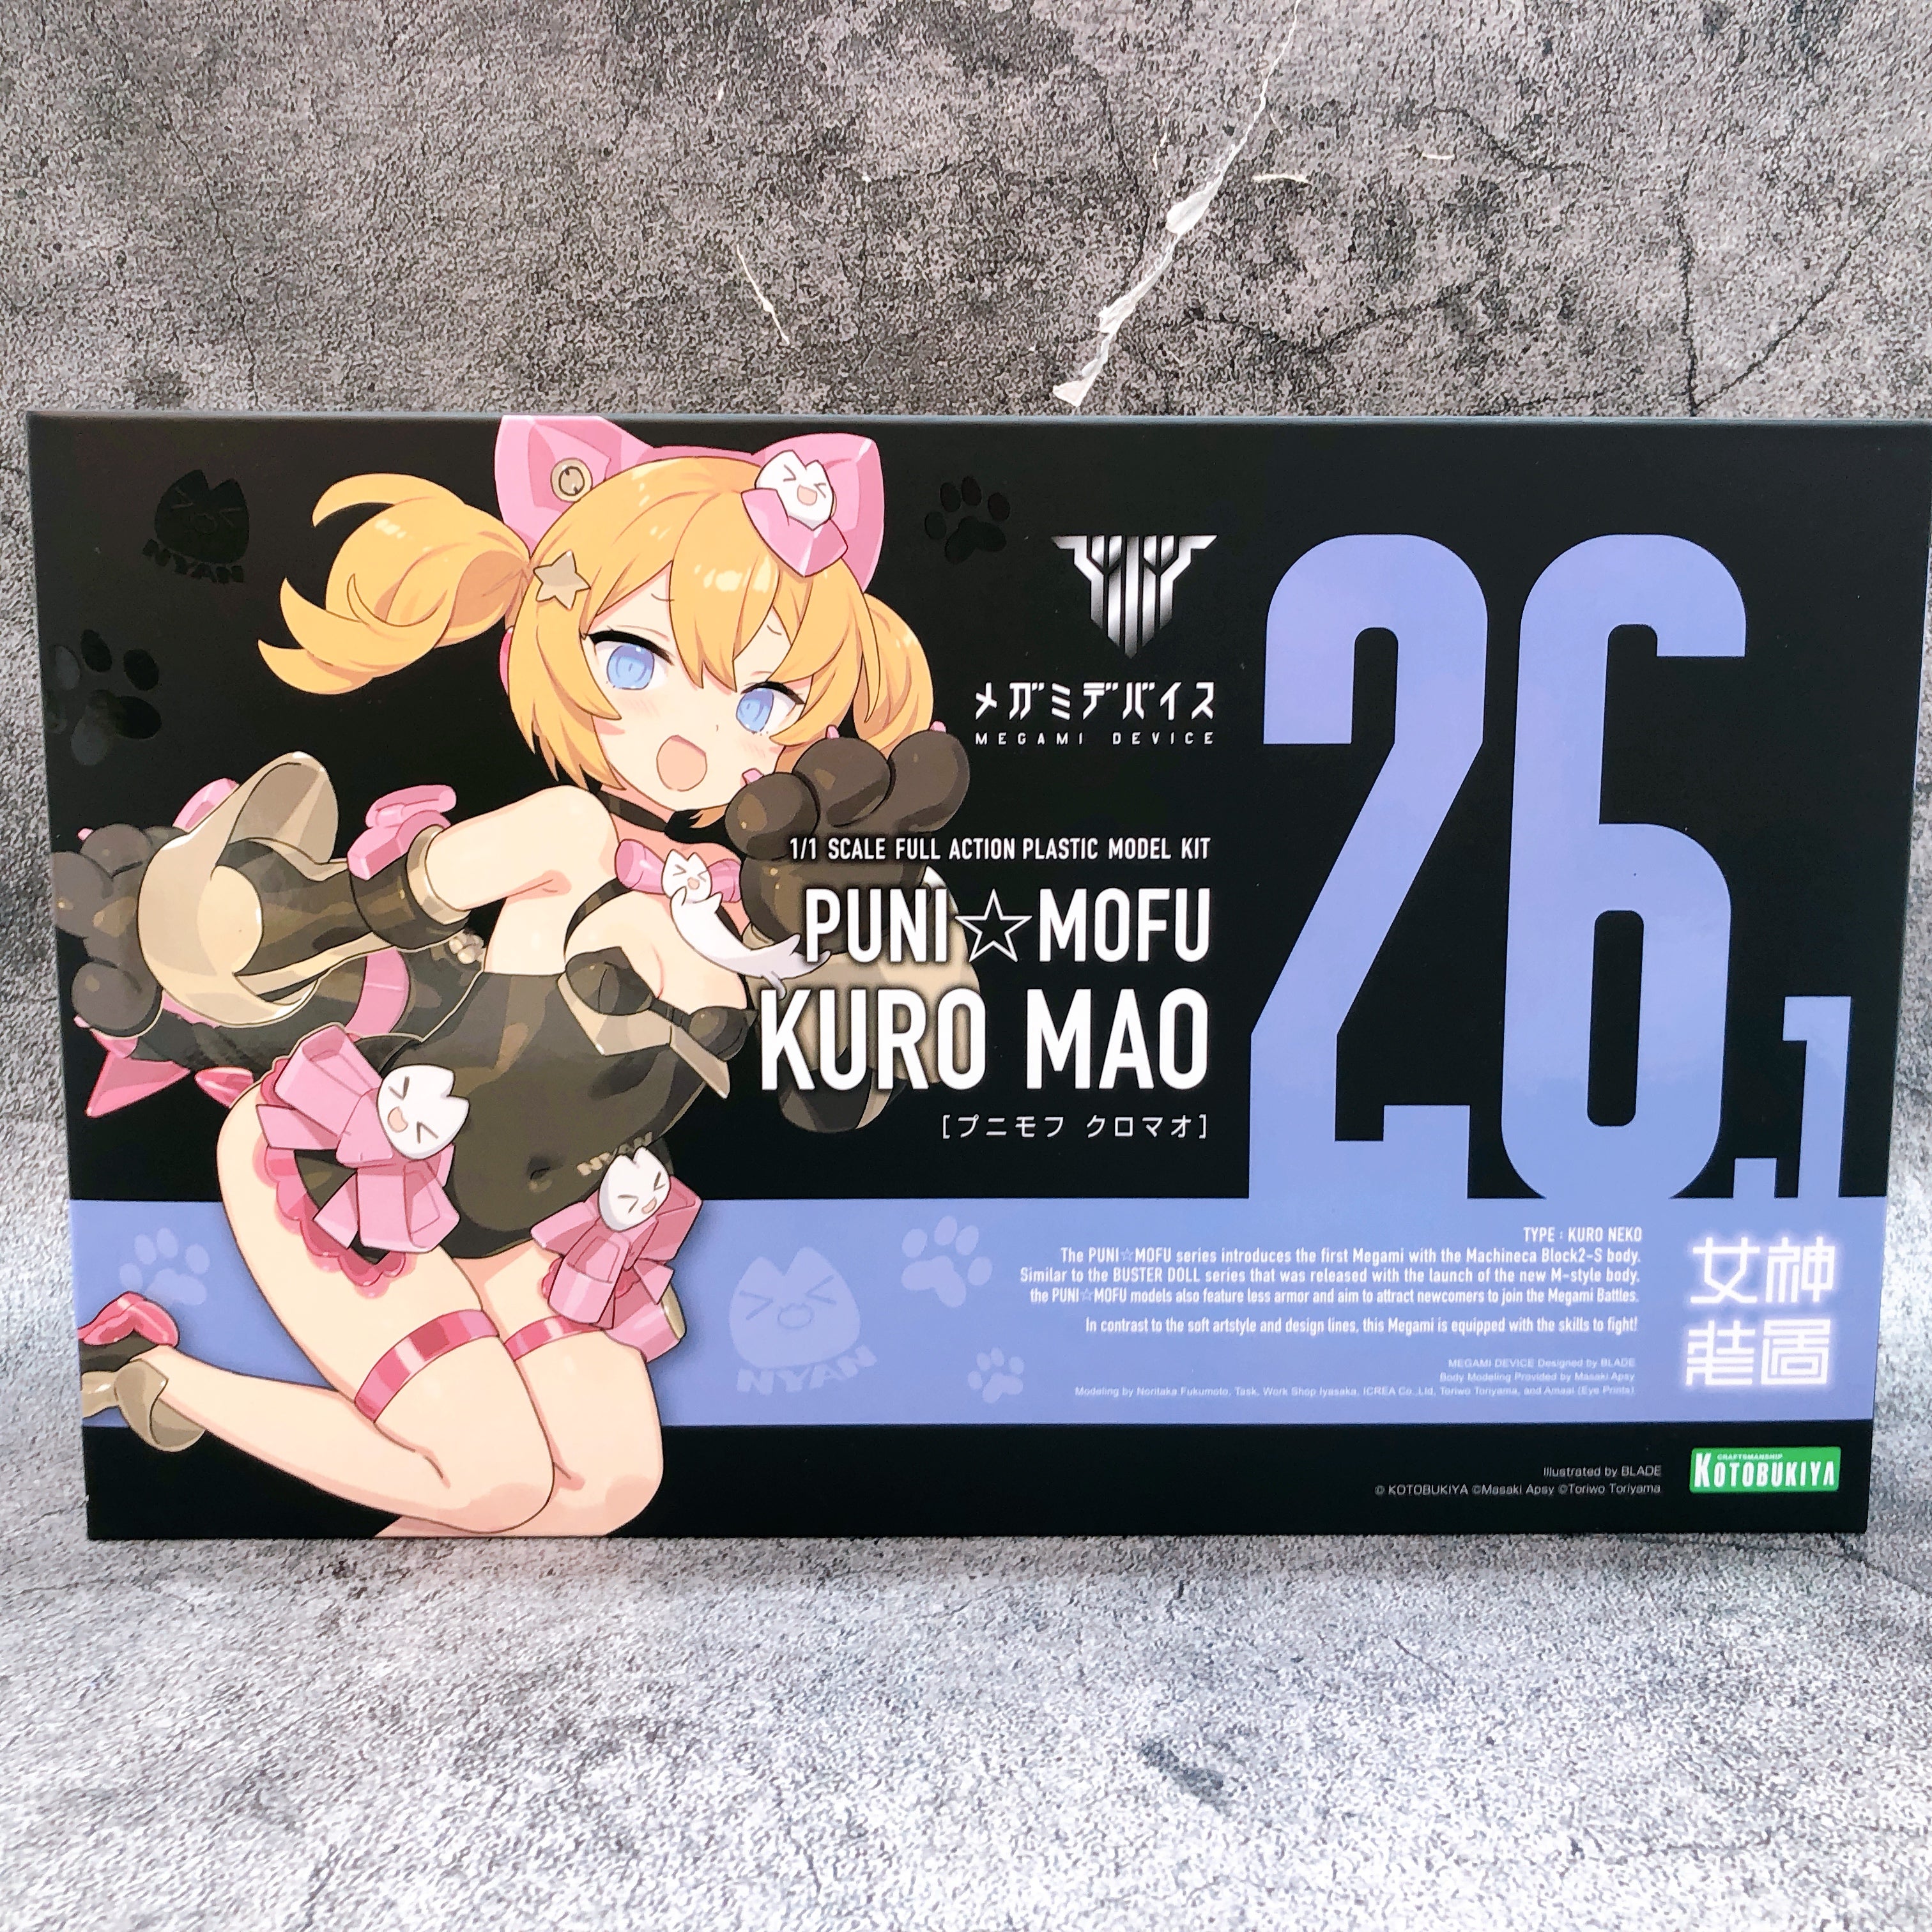 NYAN
メガミデバイス
MEGAMI DEVICE
26.1
1/1 SCALE FULL ACTION PLASTIC MODEL KIT
PUNI☆MOFU
KURO MAO
[プニモフ クロマオ]
NYAN
NYAN
TYPE : KURO NEKO
The PUNI☆MOFU series introduces the first Megami with the Machineca Block2-S body.
Similar to the BUSTER DOLL series that was released with the launch of the new M-style body,
the PUNI☆MOFU models also feature less armor and aim to attract newcomers to join the Megami Battles.
In contrast to the soft artstyle and design lines, this Megami is equipped with the skills to fight!
MEGAMI DEVICE Designed by BLADE
Body Modeling Provided by Masaki Apsy
Modeling by Noritaka Fukumoto, Task, Work Shop Iyasaka, ICREA Co.,Ltd, Toriwo Toriyama, and Amaai (Eye Prints)
女神
装置
Illustrated by BLADE
© KOTOBUKIYA ©Masaki Apsy ©Toriwo Toriyama
CRAFTSMANSHIP
KOTOBUKIYA